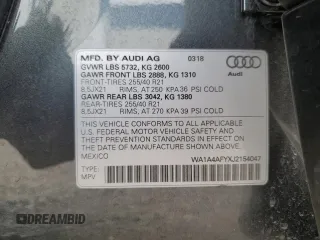 MFD. BY AUDI AG 0318
GVWR LBS 5732, KG 2600
GAWR FRONT LBS 2888, KG 1310
FRONT-TIRES 255/40 R21
8,5JX21 RIMS, AT 250 KPA 36 PSI COLD
GAWR REAR LBS 3042, KG 1380
REAR-TIRES 255/40 R21
8,5JX21 RIMS, AT 270 KPA 39 PSI COLD
Audi
THIS VEHICLE CONFORMS TO ALL APPLICABLE
U.S. FEDERAL MOTOR VEHICLE SAFETY AND
THEFT PREVENTION STANDARDS IN EFFECT ON
THE DATE OF MANUFACTURE SHOWN ABOVE.
MEXICO WA1A4AFYXJ2154047
TYPE:
MPV
DREAMBID